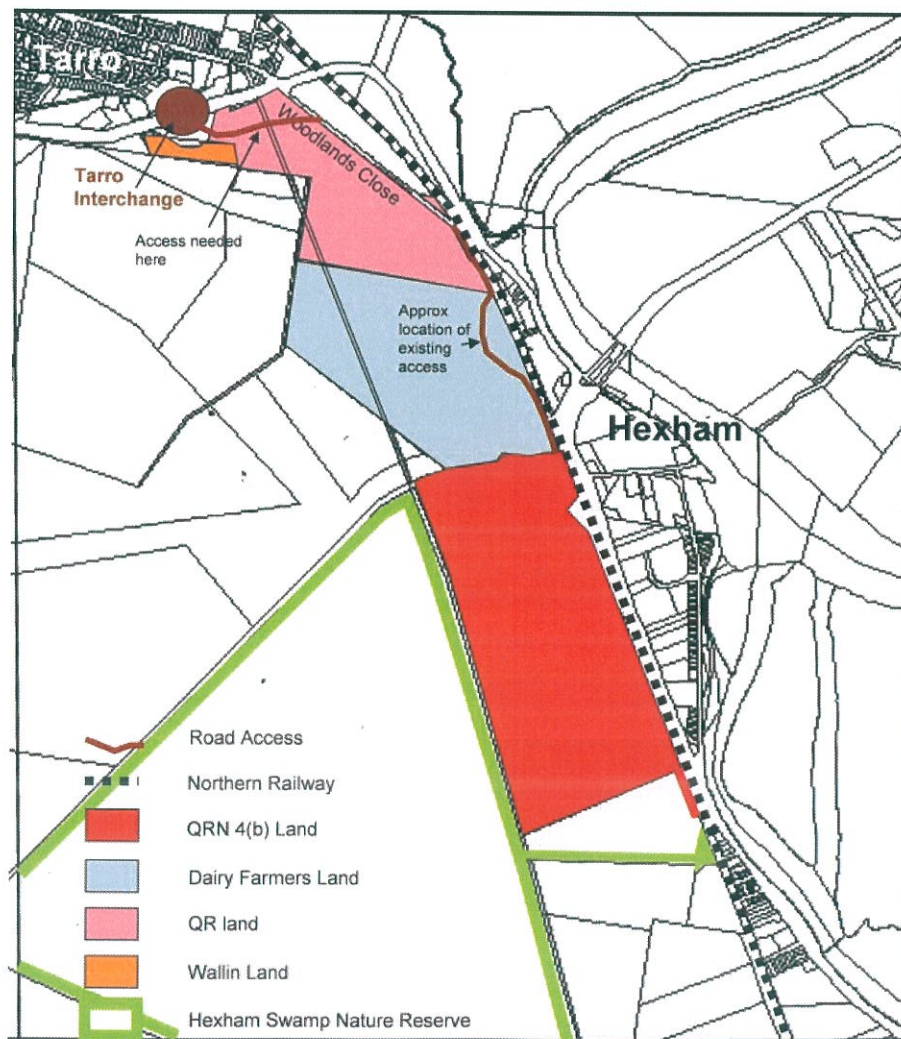 Tarro
Woodlands Close
Tarro
Interchange
Access needed
here
Approx
location of
existing
access
Hexham
Road Access
Northern Railway
QRN 4(b) Land
Dairy Farmers Land
QR land
Wallin Land
Hexham Swamp Nature Reserve